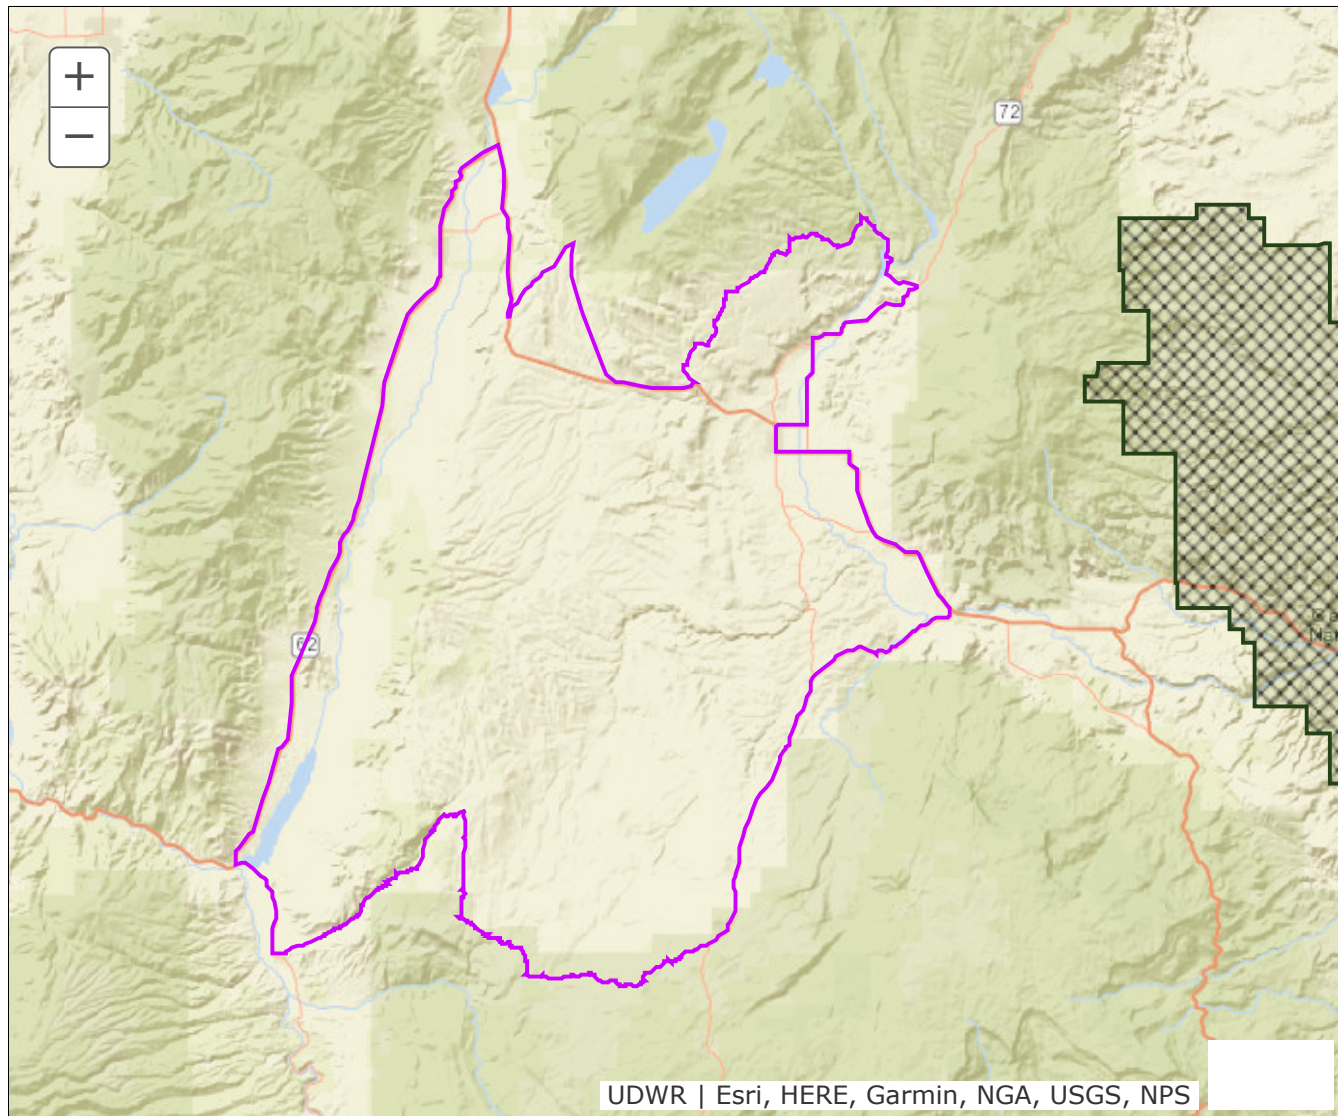 +
72
−
62
UDWR | Esri, HERE, Garmin, NGA, USGS, NPS